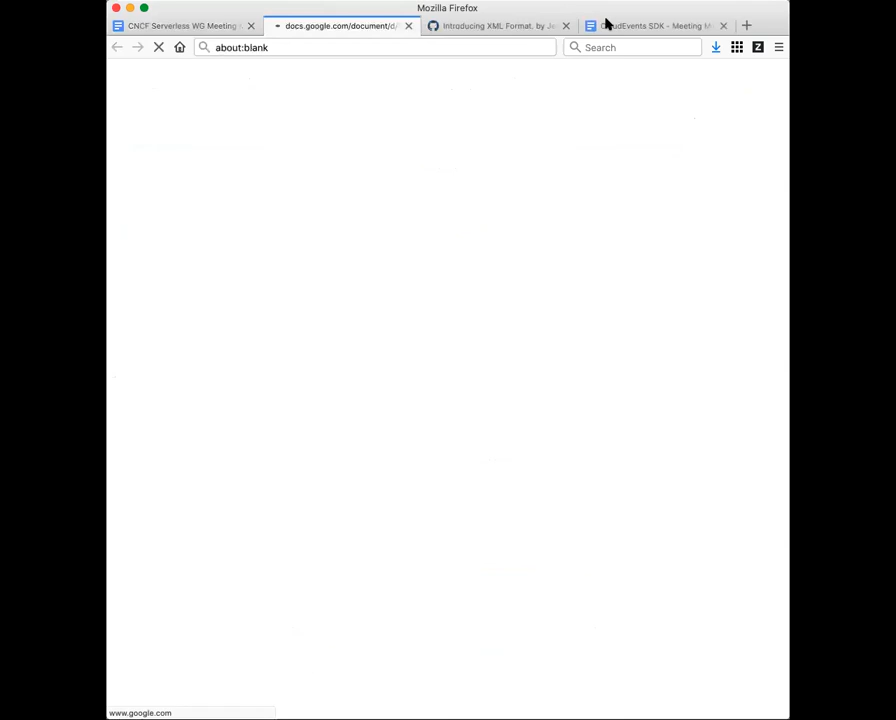 Mozilla Firefox
CNCF Serverless WG Meeting
docs.google.com/document/d/
Introducing XML Format. by Je
CloudEvents SDK - Meeting M
about:blank
Search
Z
www.google.com